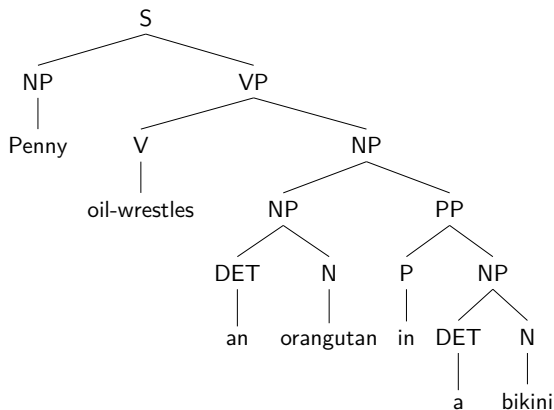 S
NP VP
Penny V NP
oil-wrestles NP PP
DET N P NP
an orangutan in DET N
a bikini